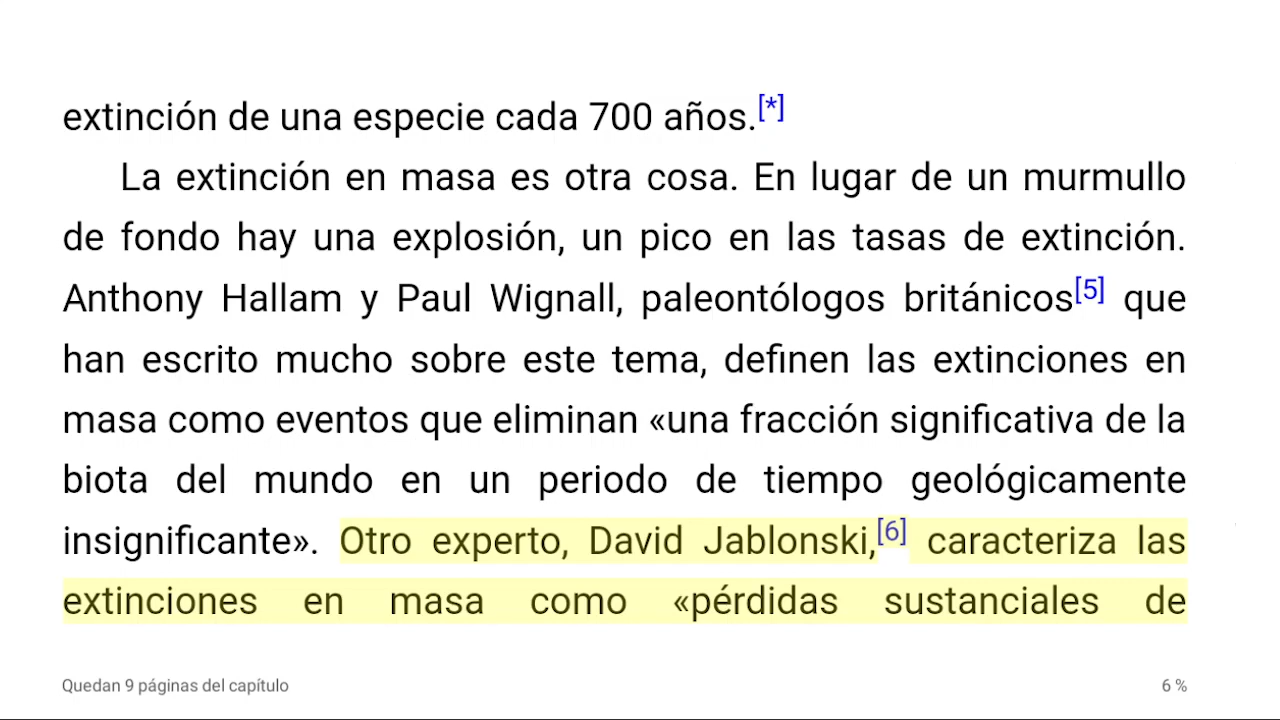 extinción de una especie cada 700 años.[*]
La extinción en masa es otra cosa. En lugar de un murmullo
de fondo hay una explosión, un pico en las tasas de extinción.
Anthony Hallam y Paul Wignall, paleontólogos británicos[5] que
han escrito mucho sobre este tema, definen las extinciones en
masa como eventos que eliminan «una fracción significativa de la
biota del mundo en un periodo de tiempo geológicamente
insignificante». Otro experto, David Jablonski,[6] caracteriza las
extinciones en masa como «pérdidas sustanciales de
Quedan 9 páginas del capítulo
6 %